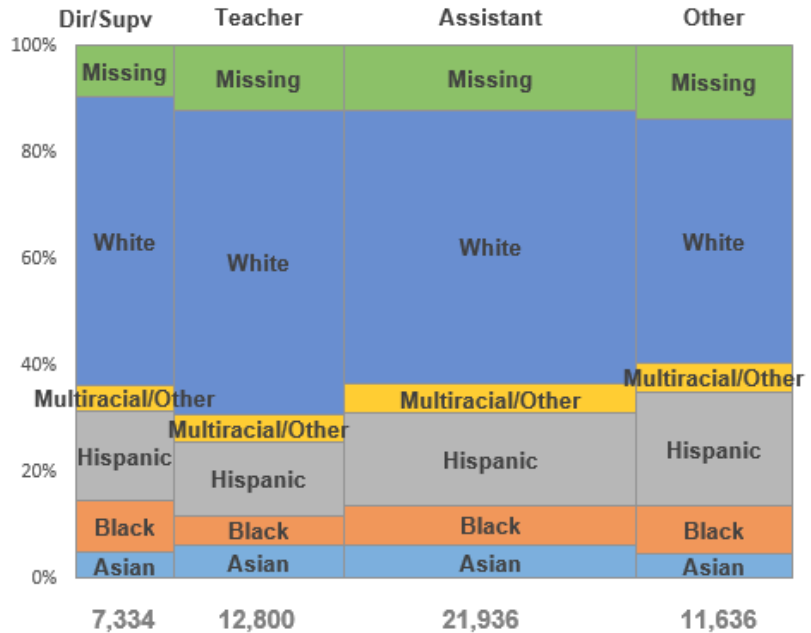 Dir/Supv Teacher Assistant Other
100%
Missing Missing Missing Missing
80%
White White White White
60%
40%
Multiracial/Other Multiracial/Other Multiracial/Other Multiracial/Other
Hispanic Hispanic Hispanic Hispanic
20%
Black Black Black Black
Asian Asian Asian Asian
0%
7,334 12,800 21,936 11,636